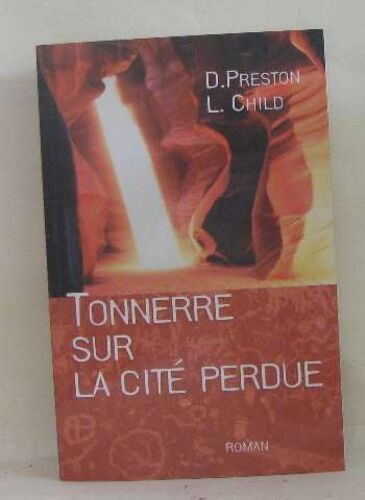 D.PRESTON
L. CHILD
TONNERRE
SUR
LA CITÉ PERDUE
ROMAN